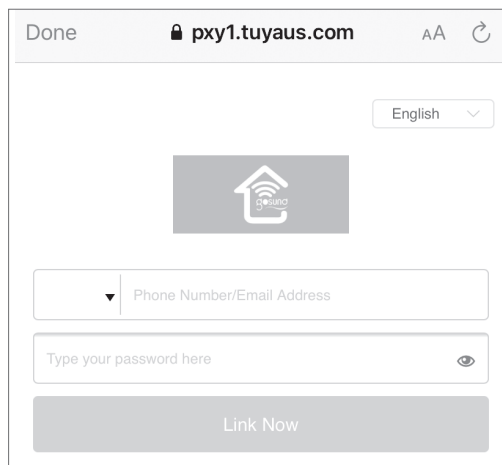 Done pxy1.tuyaus.com AA
English
gosund
Phone Number/Email Address
Type your password here
Link Now